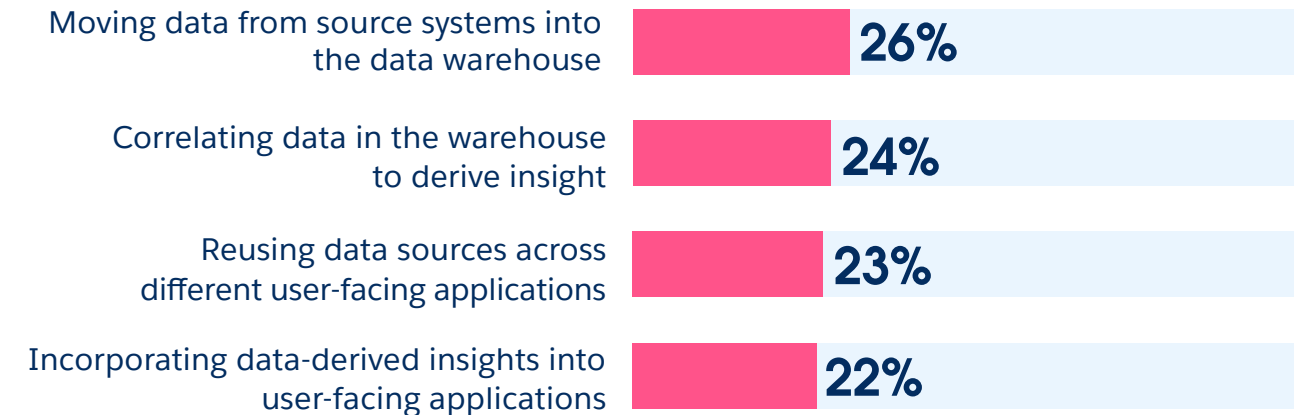 Moving data from source systems into
the data warehouse
26%
Correlating data in the warehouse
to derive insight
24%
Reusing data sources across
different user-facing applications
23%
Incorporating data-derived insights into
user-facing applications
22%